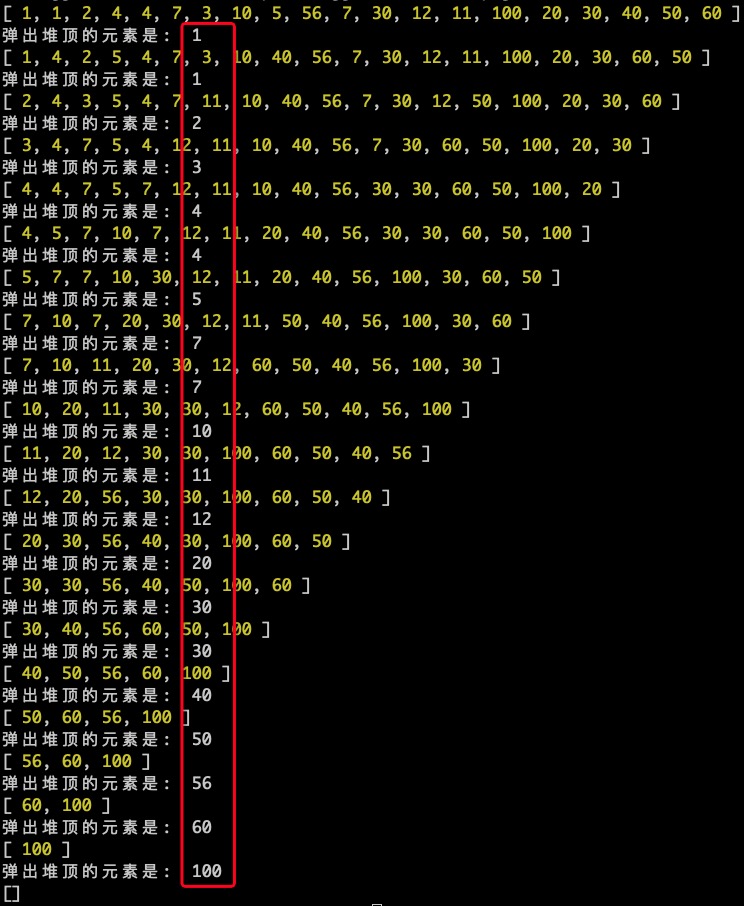 [ 1, 1, 2, 4, 4, 7, 3, 10, 5, 56, 7, 30, 12, 11, 100, 20, 30, 40, 50, 60 ]
弹出堆顶的元素是: 1
[ 1, 4, 2, 5, 4, 7, 3, 10, 40, 56, 7, 30, 12, 11, 100, 20, 30, 60, 50 ]
弹出堆顶的元素是: 1
[ 2, 4, 3, 5, 4, 7, 11, 10, 40, 56, 7, 30, 12, 50, 100, 20, 30, 60 ]
弹出堆顶的元素是: 2
[ 3, 4, 7, 5, 4, 12, 11, 10, 40, 56, 7, 30, 60, 50, 100, 20, 30 ]
弹出堆顶的元素是: 3
[ 4, 4, 7, 5, 7, 12, 11, 10, 40, 56, 30, 30, 60, 50, 100, 20 ]
弹出堆顶的元素是: 4
[ 4, 5, 7, 10, 7, 12, 11, 20, 40, 56, 30, 30, 60, 50, 100 ]
弹出堆顶的元素是: 4
[ 5, 7, 7, 10, 30, 12, 11, 20, 40, 56, 100, 30, 60, 50 ]
弹出堆顶的元素是: 5
[ 7, 10, 7, 20, 30, 12, 11, 50, 40, 56, 100, 30, 60 ]
弹出堆顶的元素是: 7
[ 7, 10, 11, 20, 30, 12, 60, 50, 40, 56, 100, 30 ]
弹出堆顶的元素是: 7
[ 10, 20, 11, 30, 30, 12, 60, 50, 40, 56, 100 ]
弹出堆顶的元素是: 10
[ 11, 20, 12, 30, 30, 100, 60, 50, 40, 56 ]
弹出堆顶的元素是: 11
[ 12, 20, 56, 30, 30, 100, 60, 50, 40 ]
弹出堆顶的元素是: 12
[ 20, 30, 56, 40, 30, 100, 60, 50 ]
弹出堆顶的元素是: 20
[ 30, 30, 56, 40, 50, 100, 60 ]
弹出堆顶的元素是: 30
[ 30, 40, 56, 60, 50, 100 ]
弹出堆顶的元素是: 30
[ 40, 50, 56, 60, 100 ]
弹出堆顶的元素是: 40
[ 50, 60, 56, 100 ]
弹出堆顶的元素是: 50
[ 56, 60, 100 ]
弹出堆顶的元素是: 56
[ 60, 100 ]
弹出堆顶的元素是: 60
[ 100 ]
弹出堆顶的元素是: 100
[]